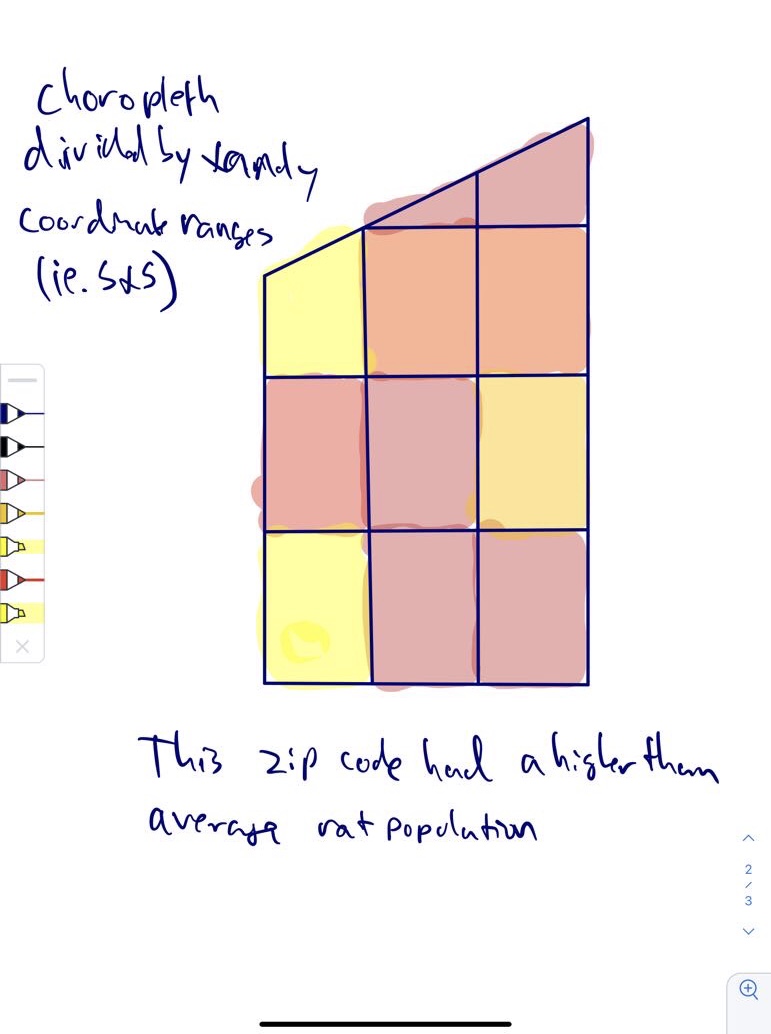 Choropleth
divided by x and y
coordinate ranges
(ie. 5x5)
This zip code had a higher than
average rat population
2
/
3